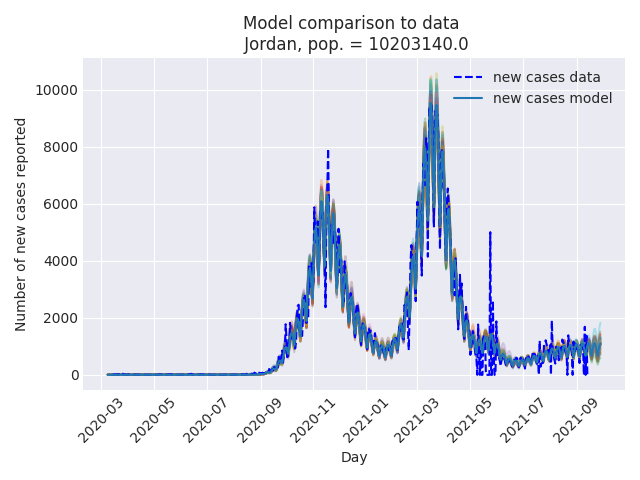 Model comparison to data
Jordan, pop. = 10203140.0
new cases data
new cases model
Number of new cases reported
10000
8000
6000
4000
2000
0
2020-03
2020-05
2020-07
2020-09
2020-11
2021-01
2021-03
2021-05
2021-07
2021-09
Day